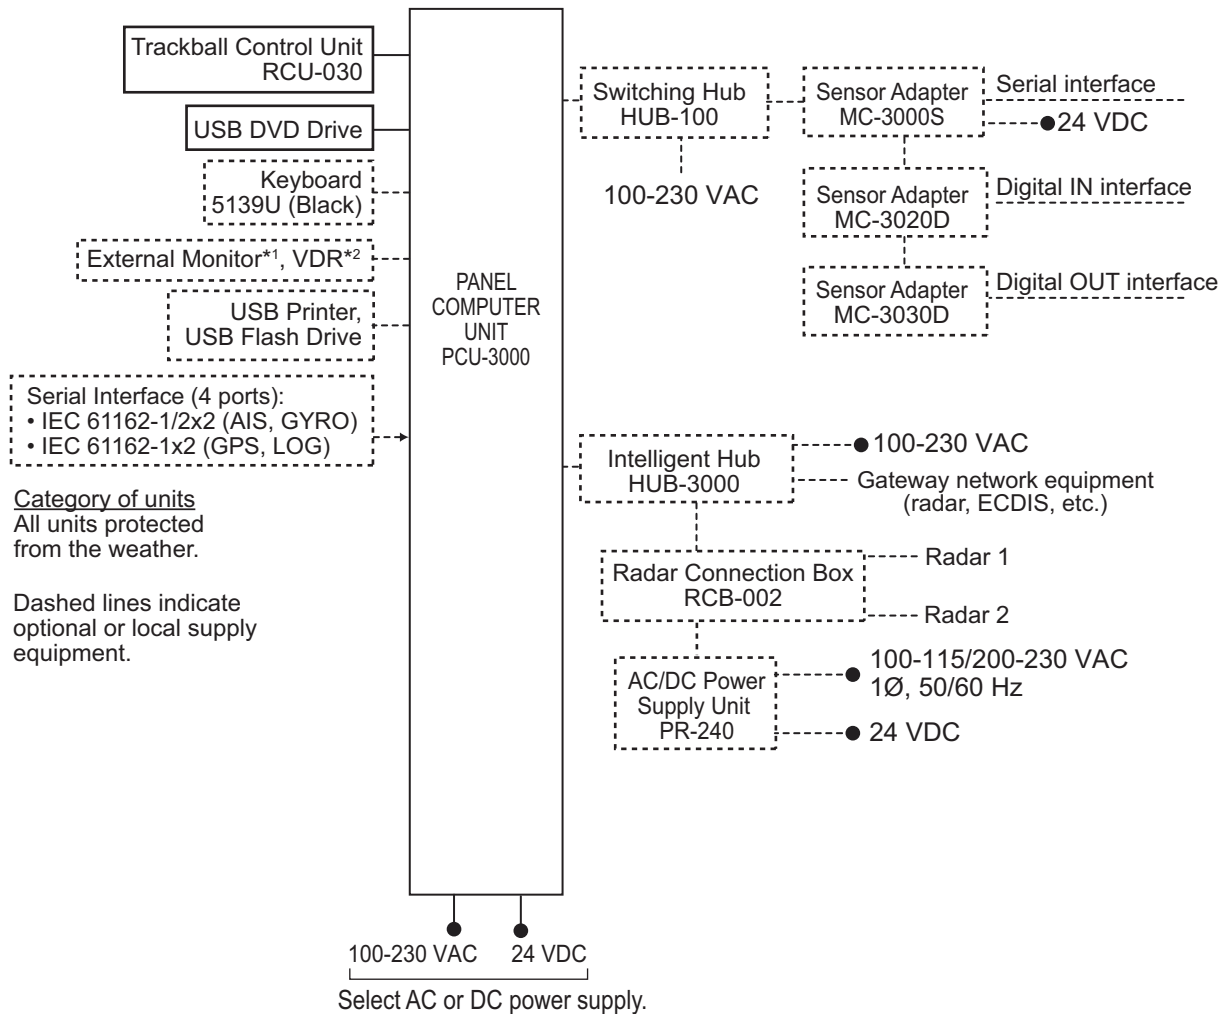 Trackball Control Unit
RCU-030
USB DVD Drive
Keyboard
5139U (Black)
External Monitor*1, VDR*2
USB Printer,
USB Flash Drive
Serial Interface (4 ports):
• IEC 61162-1/2x2 (AIS, GYRO)
• IEC 61162-1x2 (GPS, LOG)
Category of units
All units protected
from the weather.
Dashed lines indicate
optional or local supply
equipment.
PANEL
COMPUTER
UNIT
PCU-3000
Switching Hub
HUB-100
100-230 VAC
Sensor Adapter
MC-3000S
Serial interface
24 VDC
Sensor Adapter
MC-3020D
Digital IN interface
Sensor Adapter
MC-3030D
Digital OUT interface
Intelligent Hub
HUB-3000
100-230 VAC
Gateway network equipment
(radar, ECDIS, etc.)
Radar Connection Box
RCB-002
Radar 1
Radar 2
AC/DC Power
Supply Unit
PR-240
100-115/200-230 VAC
1Ø, 50/60 Hz
24 VDC
100-230 VAC 24 VDC
Select AC or DC power supply.